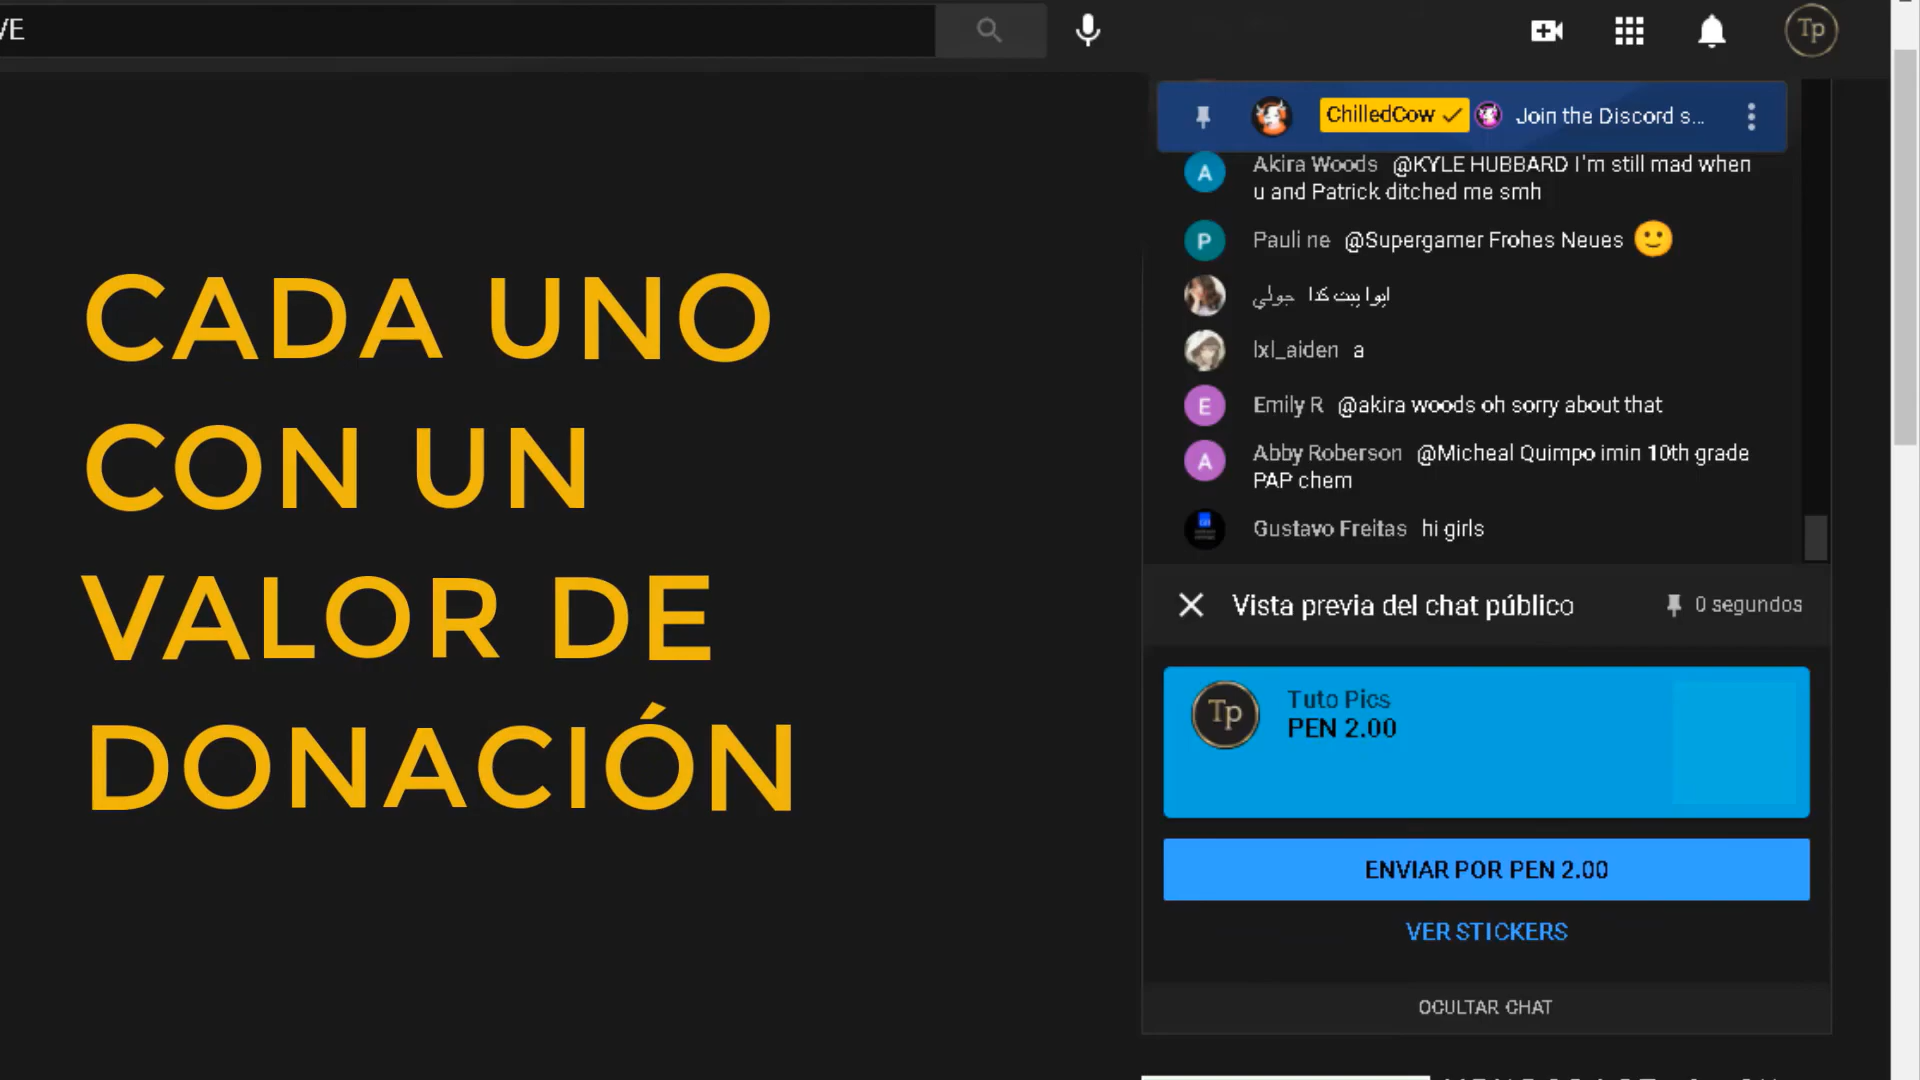 VE
Tp
ChilledCow Join the Discord s...
Akira Woods @KYLE HUBBARD I'm still mad when
u and Patrick ditched me smh
Pauli ne @Supergamer Frohes Neues
جولي ابوا ببت كدا
lxl_aiden a
E Emily R @akira woods oh sorry about that
A Abby Roberson @Micheal Quimpo imin 10th grade
PAP chem
Gustavo Freitas hi girls
CADA UNO
CON UN
VALOR DE
DONACIÓN
Vista previa del chat público 0 segundos
Tp Tuto Pics
PEN 2.00
ENVIAR POR PEN 2.00
VER STICKERS
OCULTAR CHAT